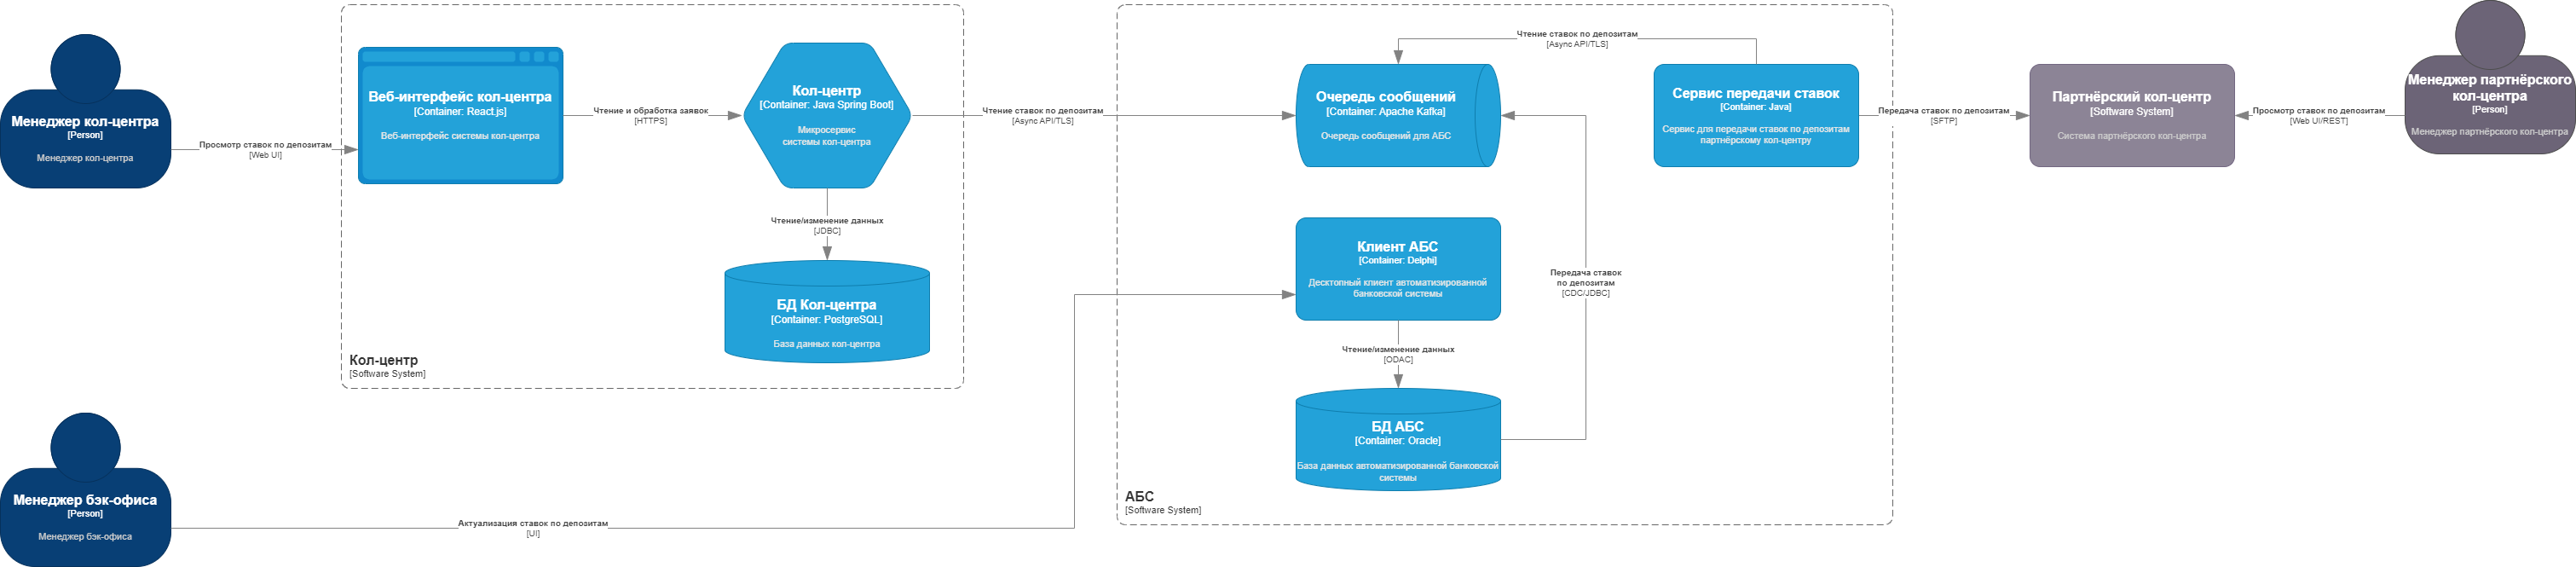 Менеджер кол-центра
[Person]
Менеджер кол-центра
Просмотр ставок по депозитам
[Web UI]
Веб-интерфейс кол-центра
[Container: React.js]
Веб-интерфейс системы кол-центра
Чтение и обработка заявок
[HTTPS]
Кол-центр
[Container: Java Spring Boot]
Микросервис
системы кол-центра
Чтение/изменение данных
[JDBC]
БД Кол-центра
[Container: PostgreSQL]
База данных кол-центра
Кол-центр
[Software System]
Чтение ставок по депозитам
[Async API/TLS]
Чтение ставок по депозитам
[Async API/TLS]
Очередь сообщений
[Container: Apache Kafka]
Очередь сообщений для АБС
Сервис передачи ставок
[Container: Java]
Сервис для передачи ставок по депозитам
партнёрскому кол-центру
Передача ставок по депозитам
[SFTP]
Партнёрский кол-центр
[Software System]
Система партнёрского кол-центра
Просмотр ставок по депозитам
[Web UI/REST]
Менеджер партнёрского
кол-центра
[Person]
Менеджер партнёрского кол-центра
Клиент АБС
[Container: Delphi]
Десктопный клиент автоматизированной
банковской системы
Передача ставок
по депозитам
[CDC/JDBC]
Чтение/изменение данных
[ODAC]
БД АБС
[Container: Oracle]
База данных автоматизированной банковской
системы
АБС
[Software System]
Менеджер бэк-офиса
[Person]
Менеджер бэк-офиса
Актуализация ставок по депозитам
[UI]